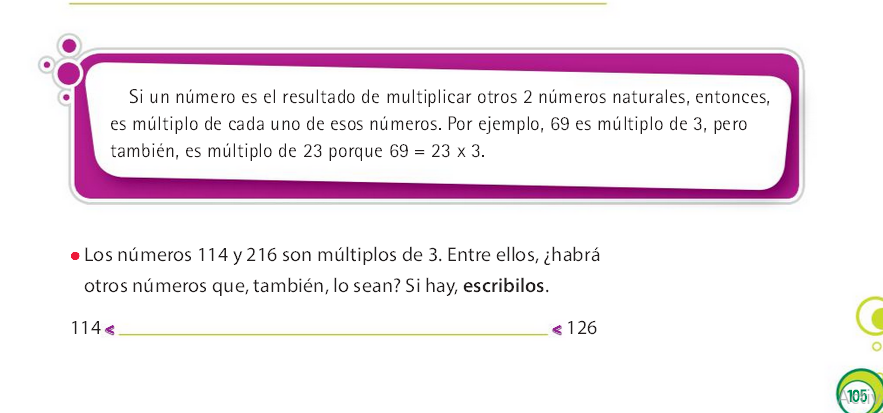 Si un número es el resultado de multiplicar otros 2 números naturales, entonces,
es múltiplo de cada uno de esos números. Por ejemplo, 69 es múltiplo de 3, pero
también, es múltiplo de 23 porque 69 = 23 x 3.
• Los números 114 y 216 son múltiplos de 3. Entre ellos, ¿habrá
otros números que, también, lo sean? Si hay, escribilos.
114 < ____ < 126
105